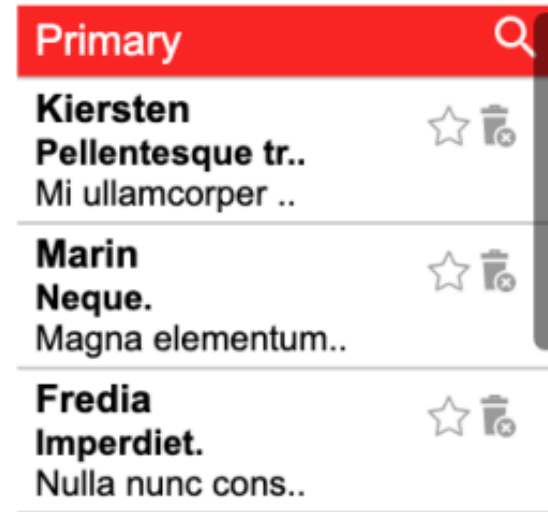 Primary
Kiersten
Pellentesque tr..
Mi ullamcorper ..
Marin
Neque.
Magna elementum..
Fredia
Imperdiet.
Nulla nunc cons..